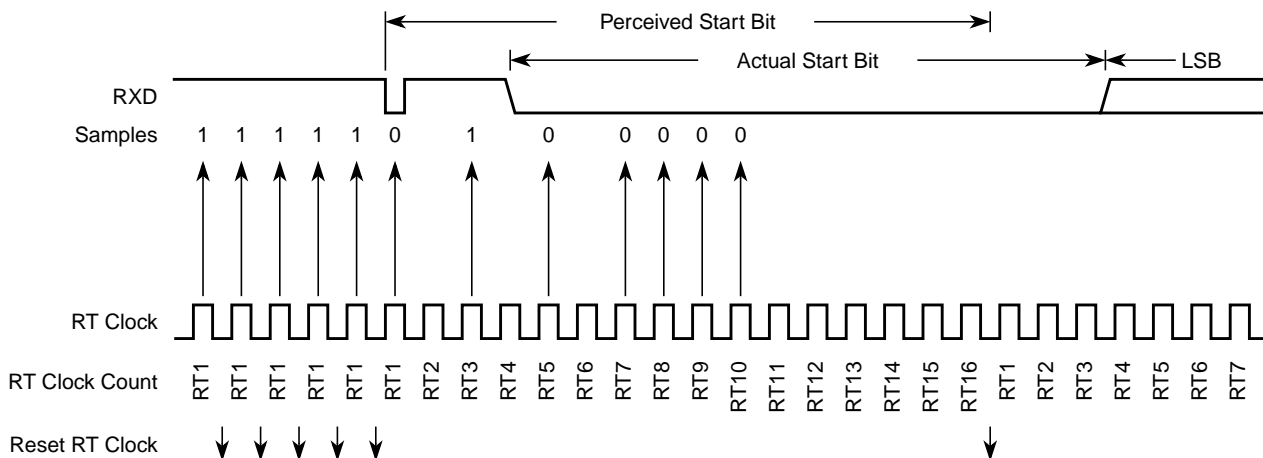 Perceived Start Bit
Actual Start Bit
LSB
RXD
Samples 1 1 1 1 1 0 1 0 0 0 0 0
RT Clock
RT Clock Count RT1 RT1 RT1 RT1 RT1 RT1 RT2 RT3 RT4 RT5 RT6 RT7 RT8 RT9 RT10 RT11 RT12 RT13 RT14 RT15 RT16 RT1 RT2 RT3 RT4 RT5 RT6 RT7
Reset RT Clock